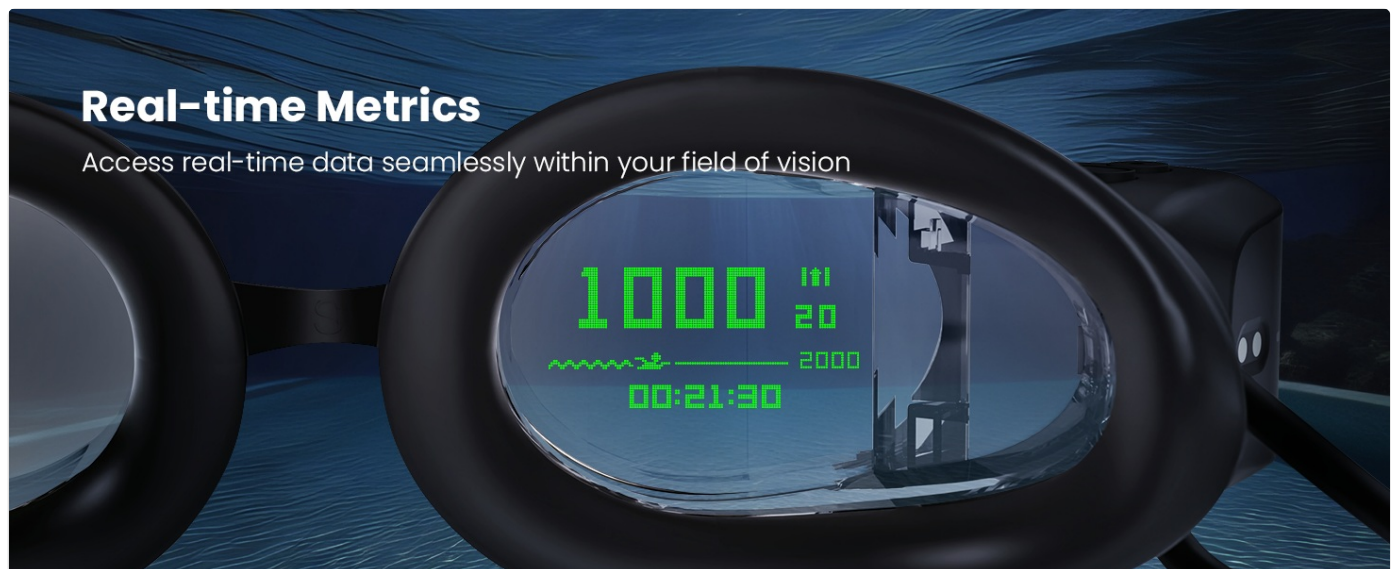 Real-time Metrics
Access real-time data seamlessly within your field of vision
1000
20
2000
00:21:30